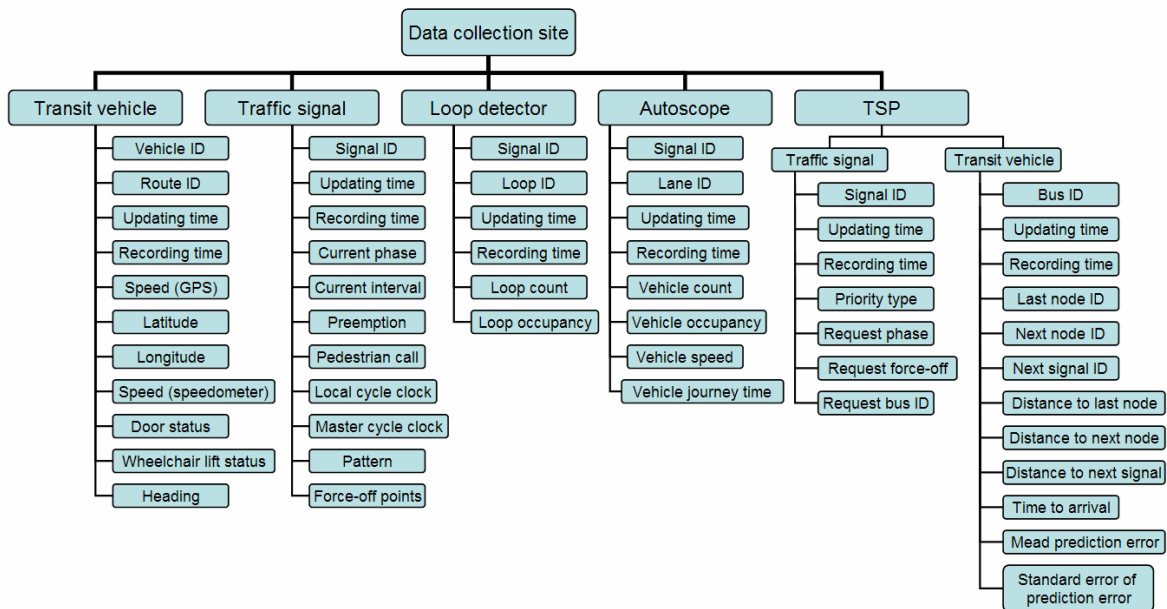 Data collection site
Transit vehicle
Vehicle ID
Route ID
Updating time
Recording time
Speed (GPS)
Latitude
Longitude
Speed (speedometer)
Door status
Wheelchair lift status
Heading
Traffic signal
Signal ID
Updating time
Recording time
Current phase
Current interval
Preemption
Pedestrian call
Local cycle clock
Master cycle clock
Pattern
Force-off points
Loop detector
Signal ID
Loop ID
Updating time
Recording time
Loop count
Loop occupancy
Autoscope
Signal ID
Lane ID
Updating time
Recording time
Vehicle count
Vehicle occupancy
Vehicle speed
Vehicle journey time
TSP
Traffic signal
Signal ID
Updating time
Recording time
Priority type
Request phase
Request force-off
Request bus ID
Transit vehicle
Bus ID
Updating time
Recording time
Last node ID
Next node ID
Next signal ID
Distance to last node
Distance to next node
Distance to next signal
Time to arrival
Mead prediction error
Standard error of
prediction error